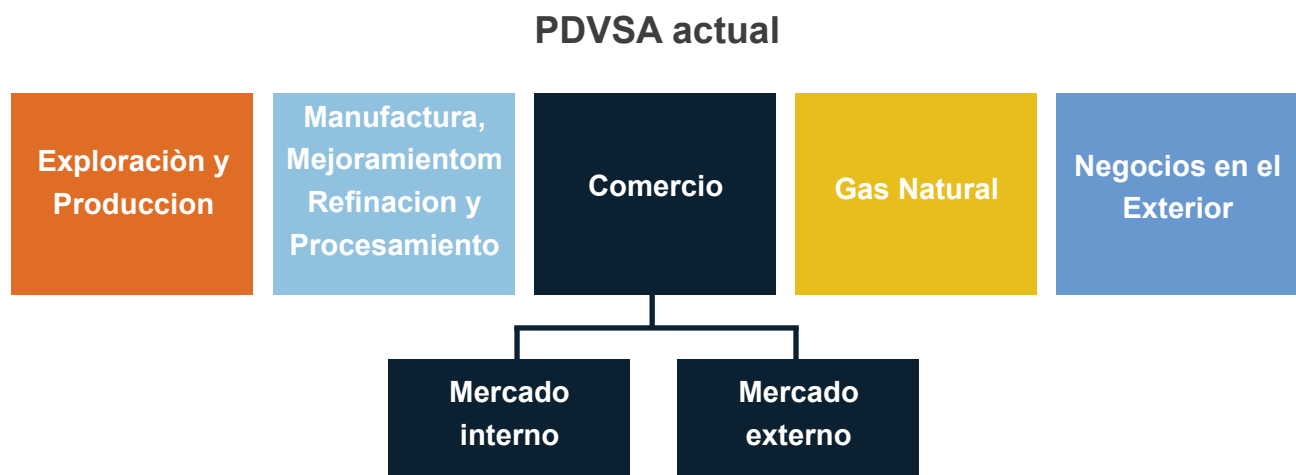 PDVSA actual
Exploraciòn y
Produccion
Manufactura,
Mejoramientom
Refinacion y
Procesamiento
Comercio
Gas Natural
Negocios en el
Exterior
Mercado
interno
Mercado
externo